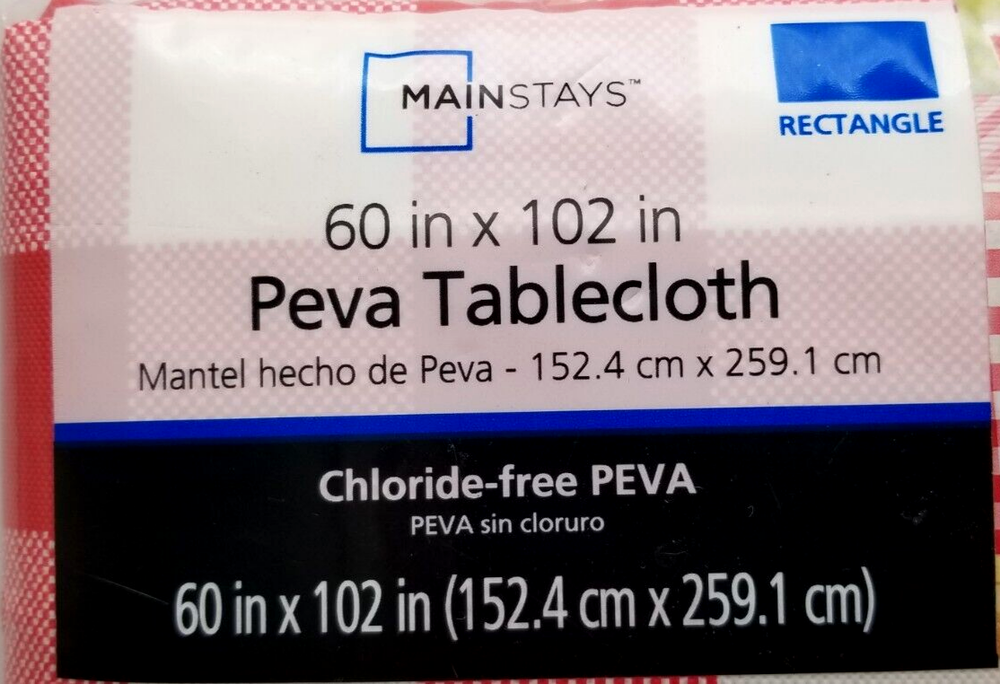 MAINSTAYS™
RECTANGLE
60 in x 102 in
Peva Tablecloth
Mantel hecho de Peva - 152.4 cm x 259.1 cm
Chloride-free PEVA
PEVA sin cloruro
60 in x 102 in (152.4 cm x 259.1 cm)